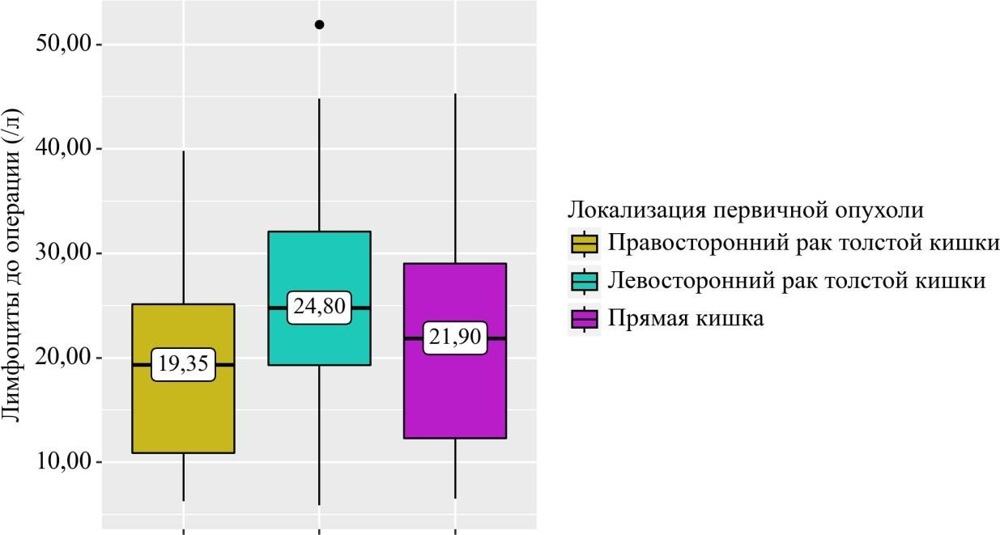 Лимфоциты до операции (/л)
50,00
40,00
30,00
20,00
10,00
19,35
24,80
21,90
Локализация первичной опухоли
Правосторонний рак толстой кишки
Левосторонний рак толстой кишки
Прямая кишка